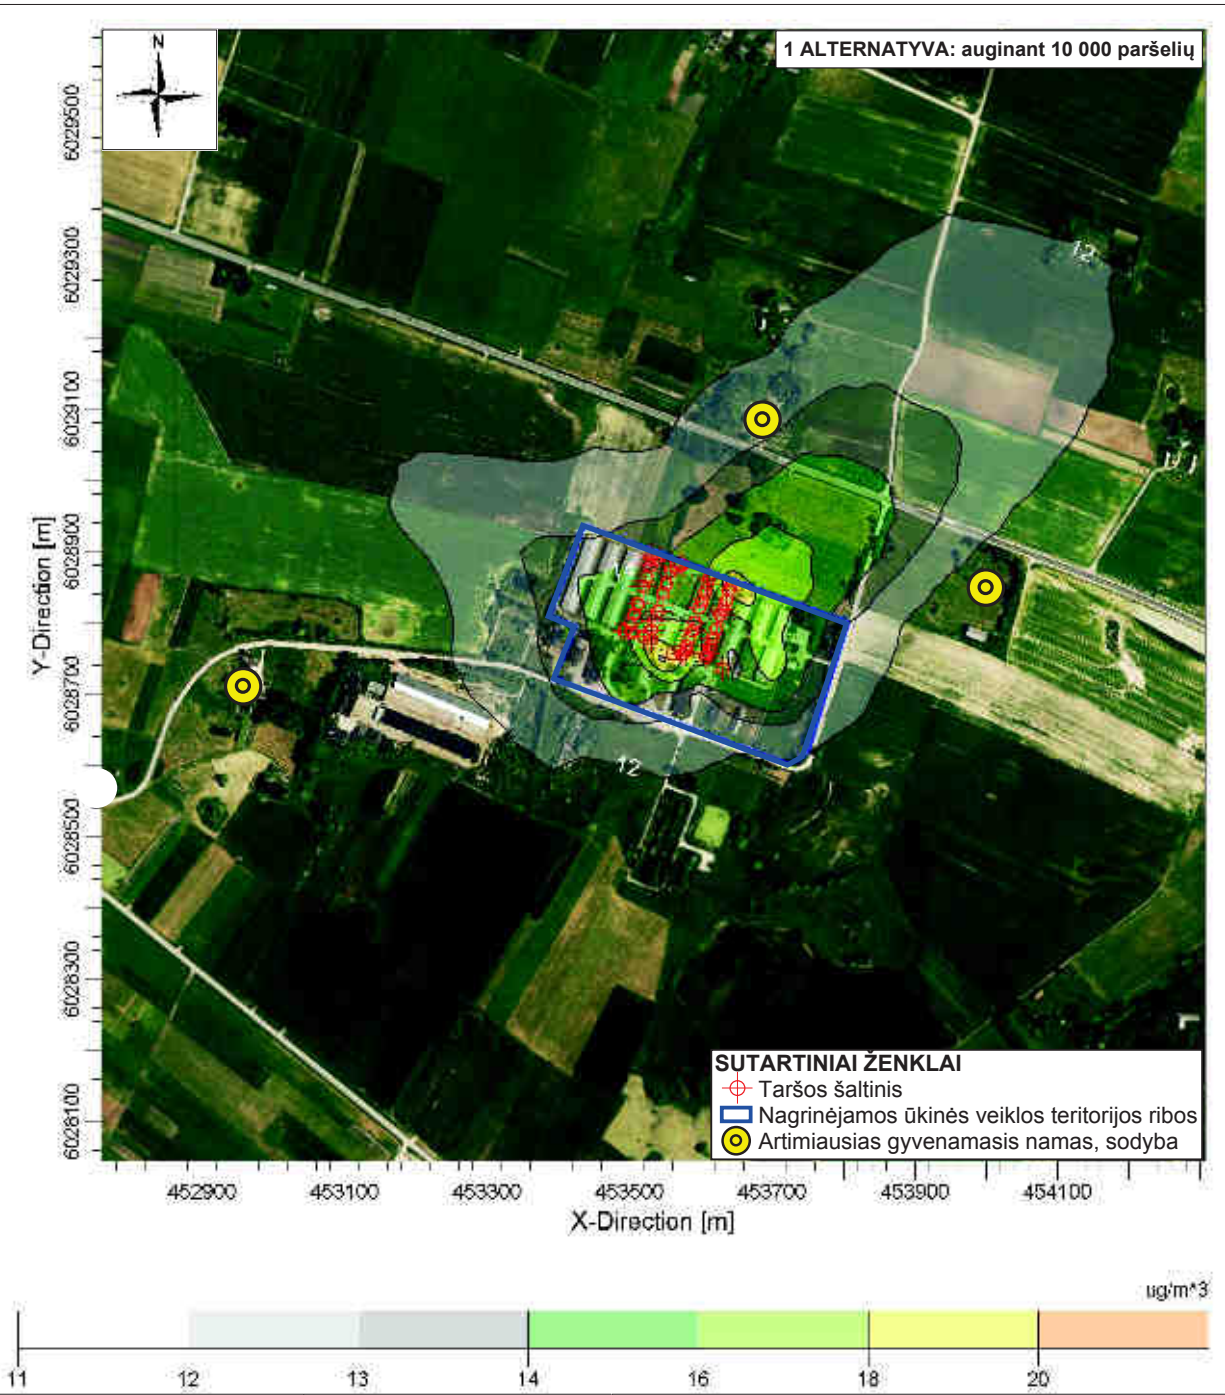 N
1 ALTERNATYVA: auginant 10 000 paršelių
6029500
6029300
6029100
6028900
6028700
6028500
6028300
6028100
Y-Direction [m]
12
12
SUTARTINIAI ŽENKLAI
Taršos šaltinis
Nagrinėjamos ūkinės veiklos teritorijos ribos
Artimiausias gyvenamasis namas, sodyba
452900 453100 453300 453500 453700 453900 454100
X-Direction [m]
ug/m^3
11 12 13 14 16 18 20